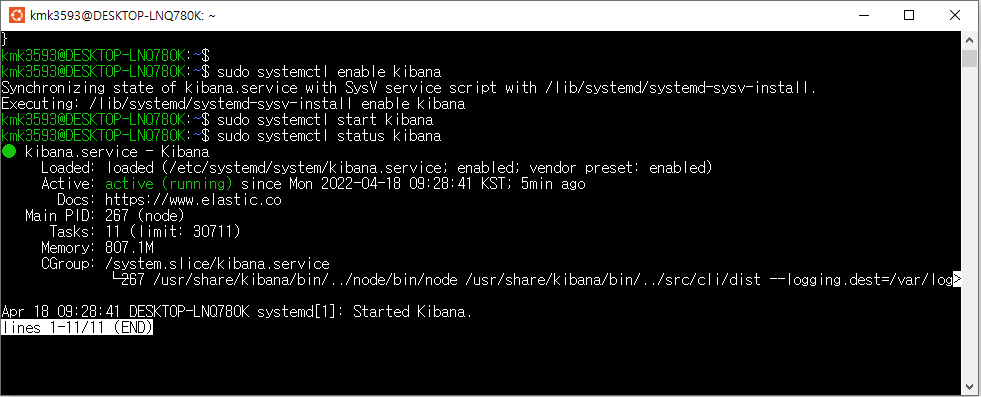 kmk3593@DESKTOP-LNQ780K: ~
}
kmk3593@DESKTOP-LNQ780K:~$
kmk3593@DESKTOP-LNQ780K:~$ sudo systemctl enable kibana
Synchronizing state of kibana.service with SysV service script with /lib/systemd/systemd-sysv-install.
Executing: /lib/systemd/systemd-sysv-install enable kibana
kmk3593@DESKTOP-LNQ780K:~$ sudo systemctl start kibana
kmk3593@DESKTOP-LNQ780K:~$ sudo systemctl status kibana
● kibana.service - Kibana
     Loaded: loaded (/etc/systemd/system/kibana.service; enabled; vendor preset: enabled)
     Active: active (running) since Mon 2022-04-18 09:28:41 KST; 5min ago
       Docs: https://www.elastic.co
   Main PID: 267 (node)
      Tasks: 11 (limit: 30711)
     Memory: 807.1M
     CGroup: /system.slice/kibana.service
             └267 /usr/share/kibana/bin/../node/bin/node /usr/share/kibana/bin/../src/cli/dist --logging.dest=/var/log>
Apr 18 09:28:41 DESKTOP-LNQ780K systemd[1]: Started Kibana.
lines 1-11/11 (END)